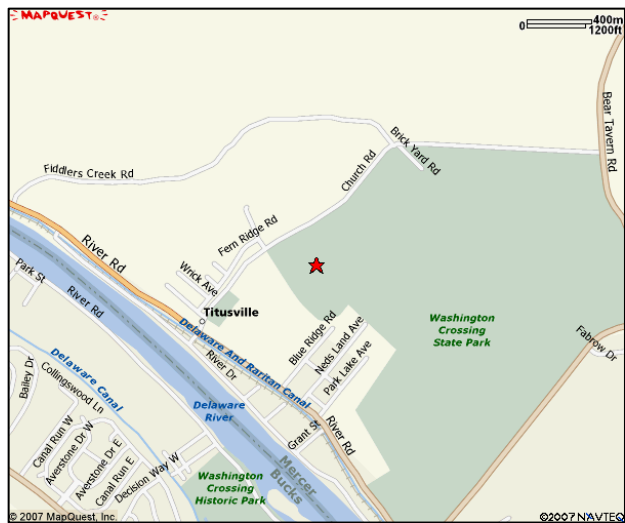 MAPQUEST
0 400m
1200ft
Bear Tavern Rd
Brick Yard Rd
Church Rd
Fiddlers Creek Rd
Fern Ridge Rd
River Rd
Wrick Ave
Park St
River Rd
Titusville
Delaware And Raritan Canal
Blue Ridge Rd
Neds Land Ave
Park Lake Ave
Washington
Crossing
State Park
Fabrow Dr
River Dr
Delaware Canal
Bailey Dr
Collingswood Ln
Delaware
River
Canal Run W
Averstone Dr W
Averstone Dr E
Canal Run E
Decision Way W
Grant St
River Rd
Mercer
Bucks
Washington
Crossing
Historic Park
© 2007 MapQuest, Inc.
©2007 NAVTEQ